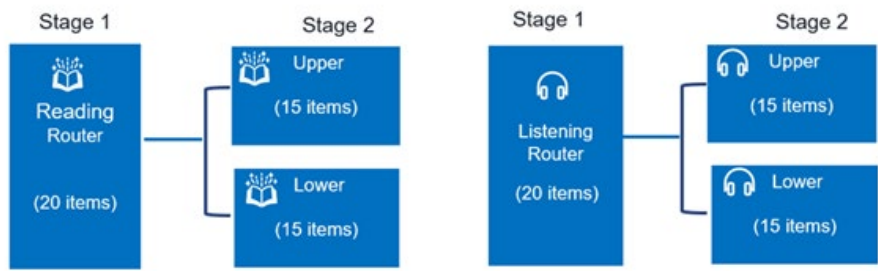 Stage 1
Stage 2
Reading
Router
(20 items)
Upper
(15 items)
Lower
(15 items)
Stage 1
Stage 2
Listening
Router
(20 items)
Upper
(15 items)
Lower
(15 items)